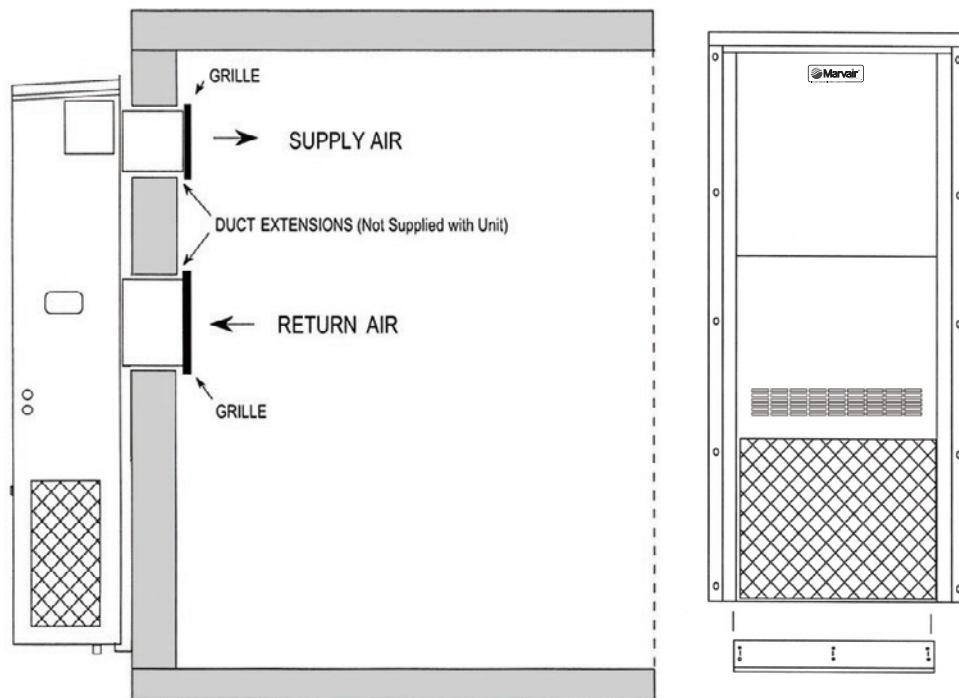 GRILLE
SUPPLY AIR
DUCT EXTENSIONS (Not Supplied with Unit)
RETURN AIR
GRILLE
Marvair